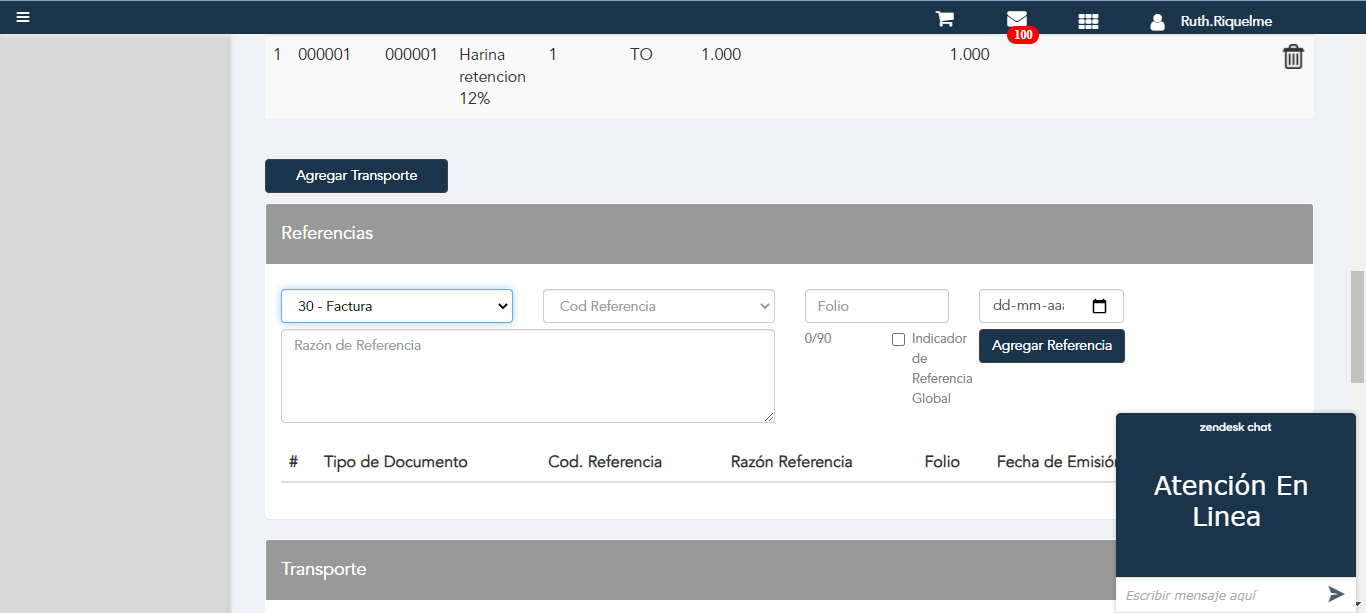 100
Ruth.Riquelme
1 000001 000001 Harina 1 TO 1.000 1.000
retencion
12%
Agregar Transporte
Referencias
30 - Factura Cod Referencia Folio dd-mm-aaa
Razón de Referencia 0/90 Indicador Agregar Referencia
de
Referencia
Global
# Tipo de Documento Cod. Referencia Razón Referencia Folio Fecha de Emisión
zendesk chat
Atención En
Linea
Transporte
Escribir mensaje aquí